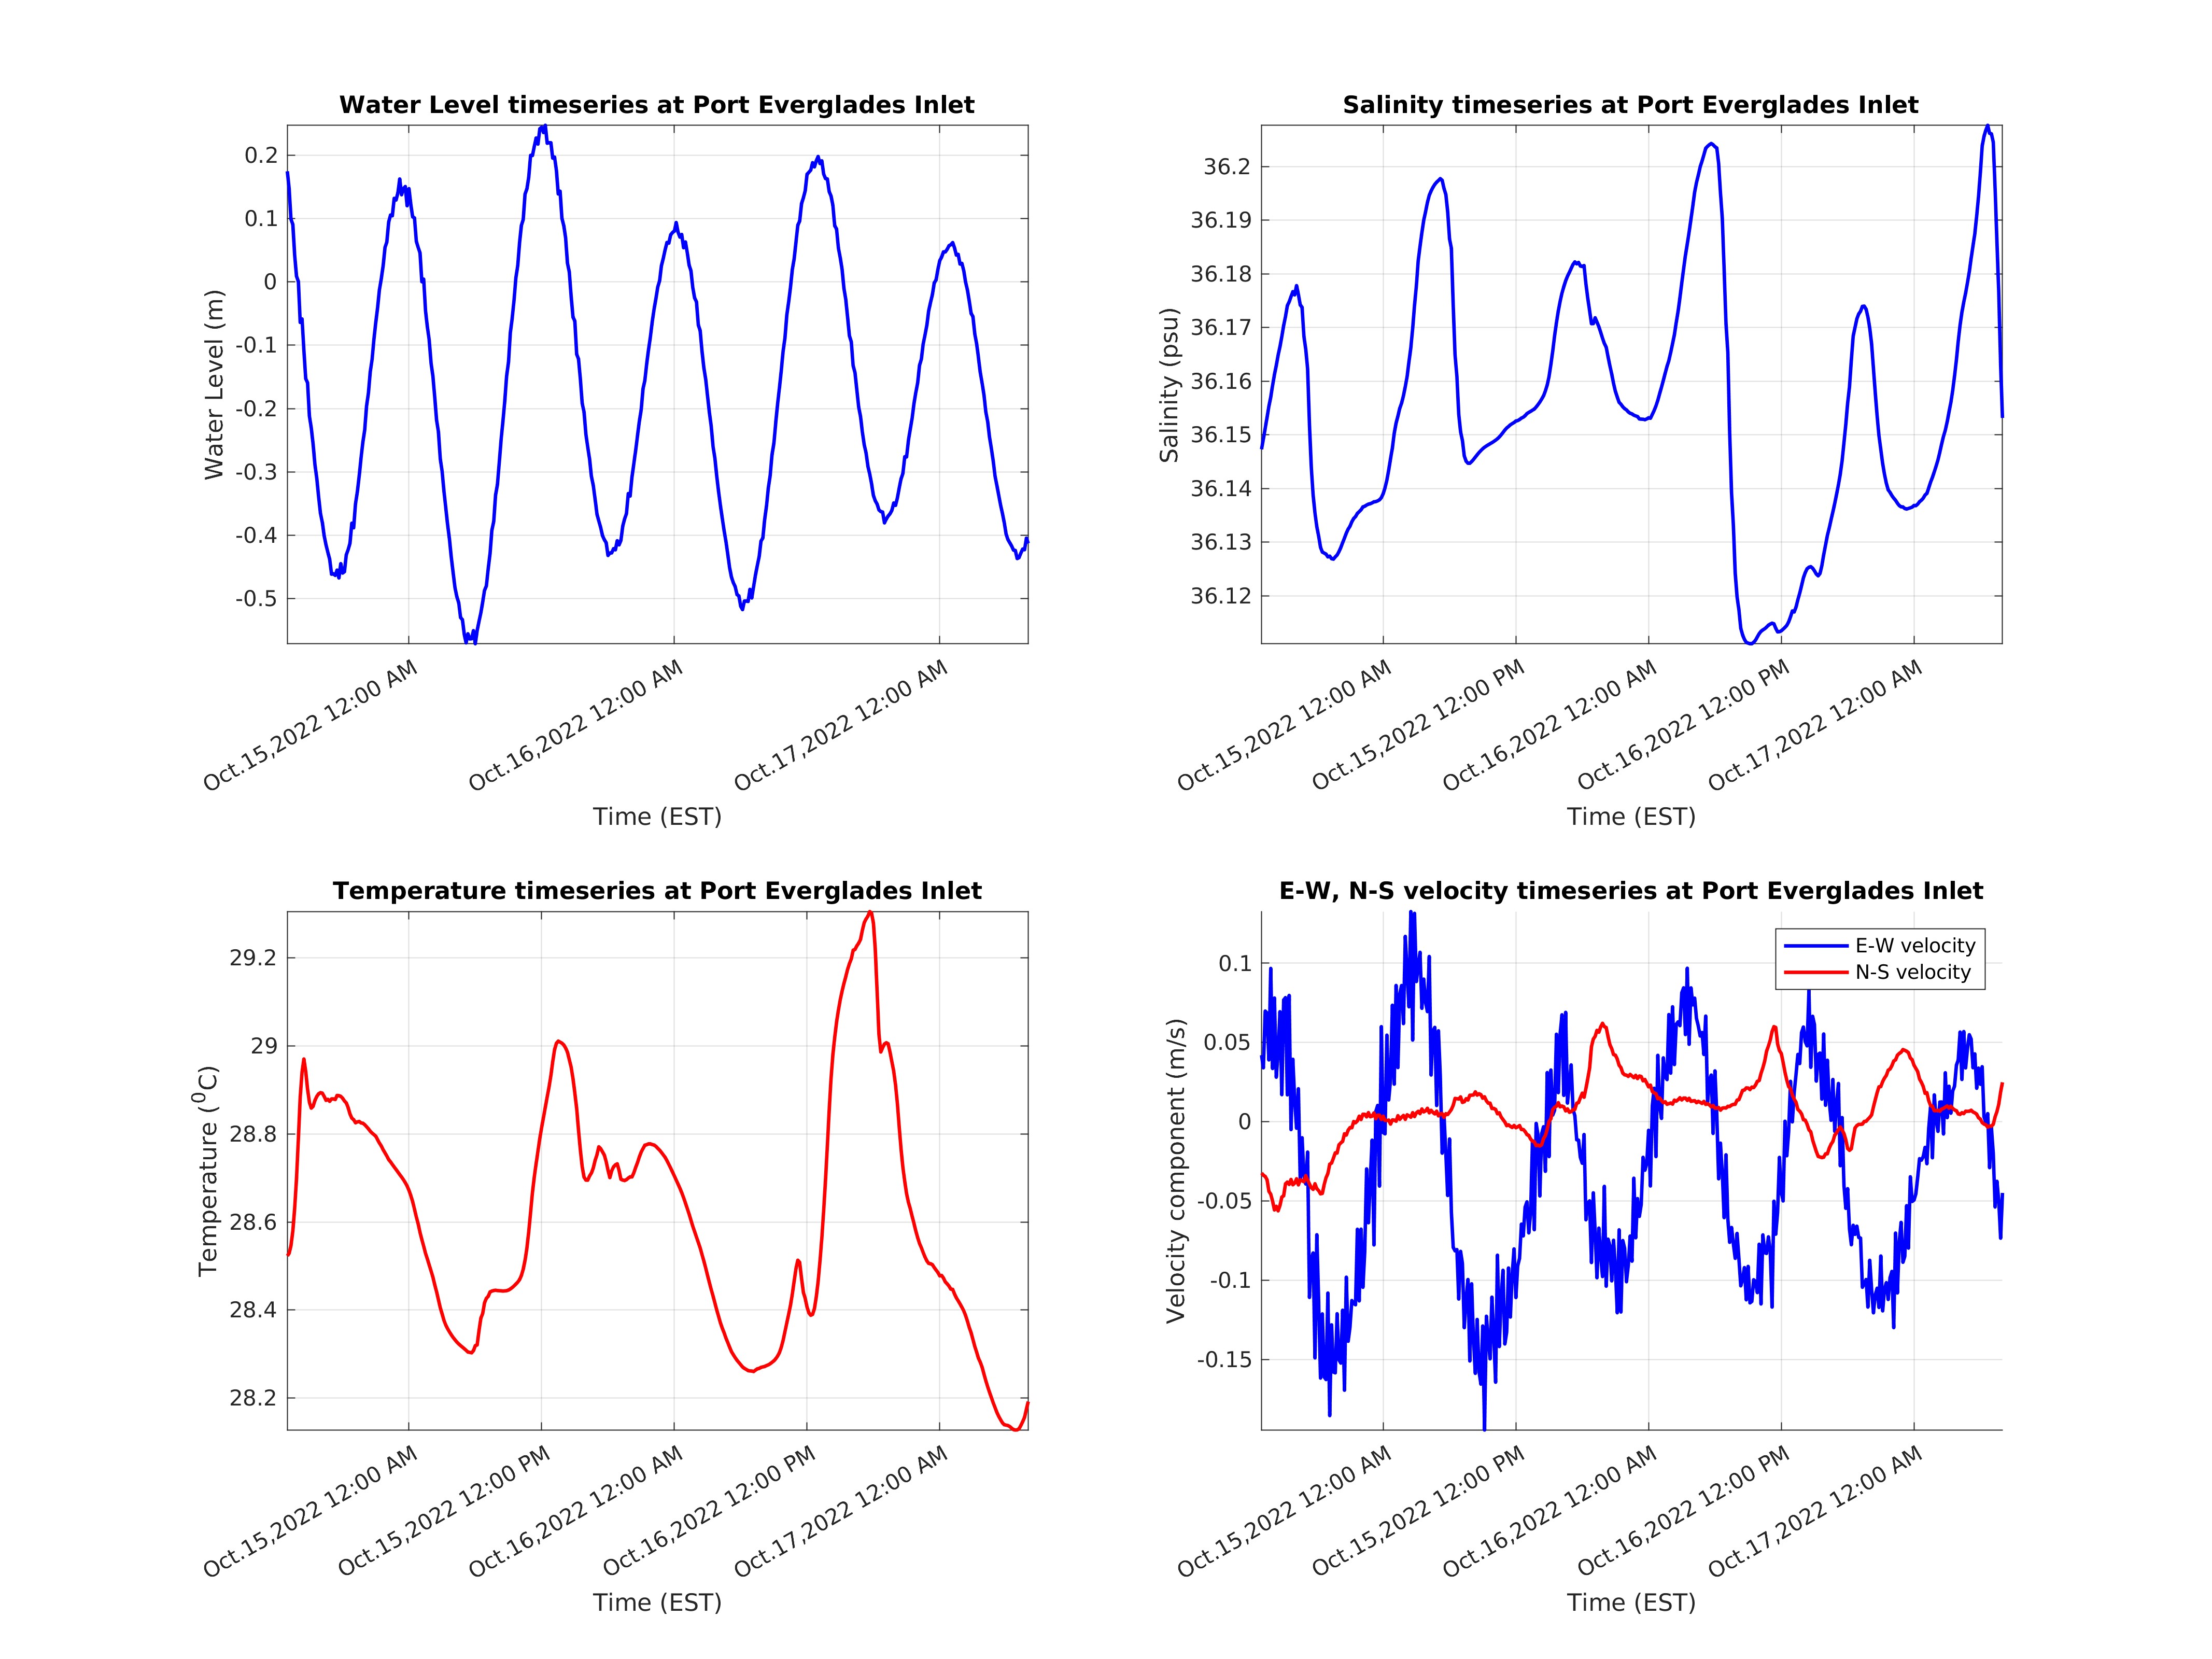 Water Level timeseries at Port Everglades Inlet
0.2
0.1
0
-0.1
-0.2
-0.3
-0.4
-0.5
Water Level (m)
Oct.15,2022 12:00 AM
Oct.16,2022 12:00 AM
Oct.17,2022 12:00 AM
Time (EST)
Salinity timeseries at Port Everglades Inlet
36.2
36.19
36.18
36.17
36.16
36.15
36.14
36.13
36.12
Salinity (psu)
Oct.15,2022 12:00 AM
Oct.15,2022 12:00 PM
Oct.16,2022 12:00 AM
Oct.16,2022 12:00 PM
Oct.17,2022 12:00 AM
Time (EST)
Temperature timeseries at Port Everglades Inlet
29.2
29
28.8
28.6
28.4
28.2
Temperature (⁰C)
Oct.15,2022 12:00 AM
Oct.15,2022 12:00 PM
Oct.16,2022 12:00 AM
Oct.16,2022 12:00 PM
Oct.17,2022 12:00 AM
Time (EST)
E-W, N-S velocity timeseries at Port Everglades Inlet
E-W velocity
N-S velocity
0.1
0.05
0
-0.05
-0.1
-0.15
Velocity component (m/s)
Oct.15,2022 12:00 AM
Oct.15,2022 12:00 PM
Oct.16,2022 12:00 AM
Oct.16,2022 12:00 PM
Oct.17,2022 12:00 AM
Time (EST)